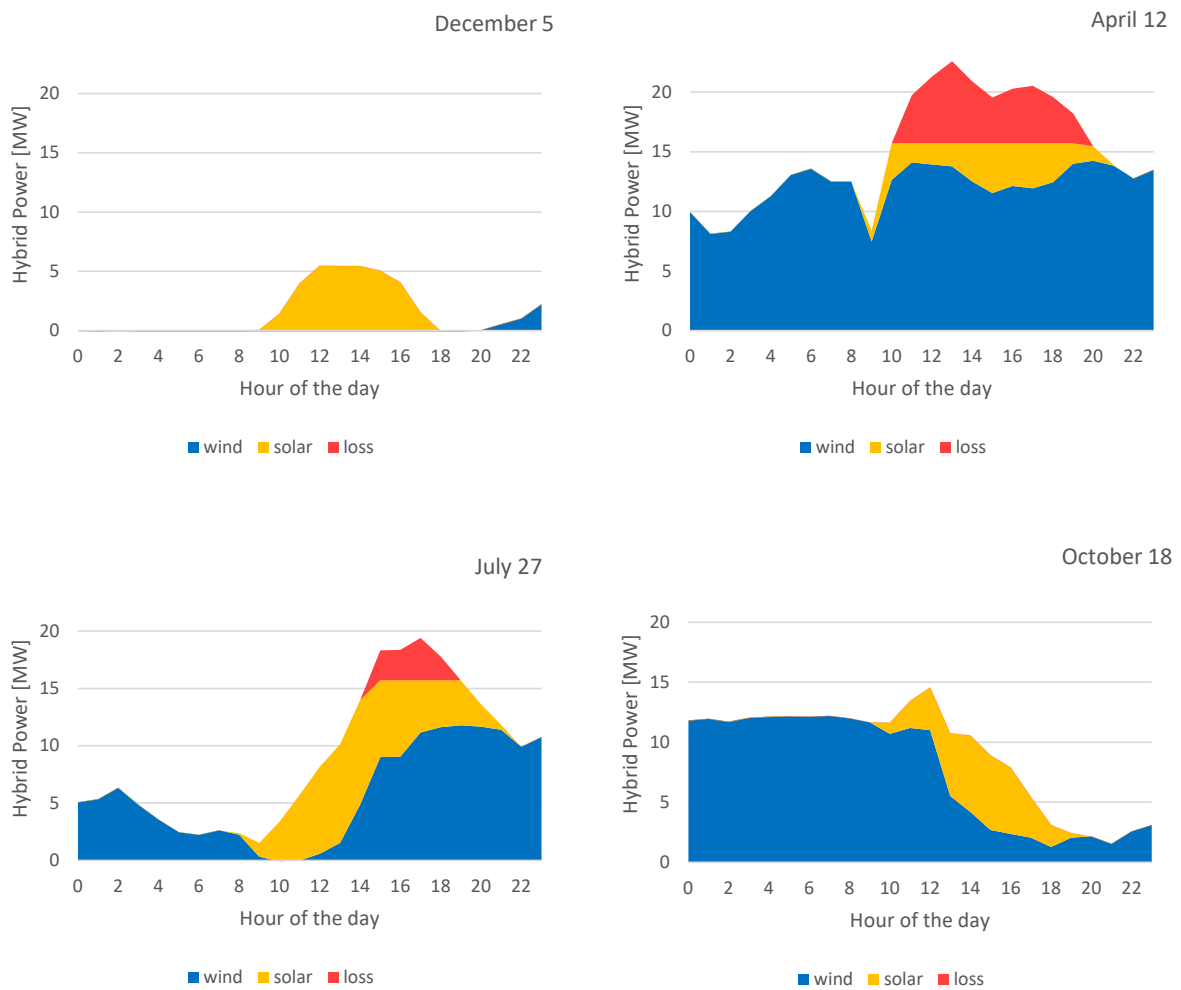 December 5
Hybrid Power [MW]
20
15
10
5
0
0 2 4 6 8 10 12 14 16 18 20 22
Hour of the day
wind solar loss
April 12
Hybrid Power [MW]
20
15
10
5
0
0 2 4 6 8 10 12 14 16 18 20 22
Hour of the day
wind solar loss
July 27
Hybrid Power [MW]
20
15
10
5
0
0 2 4 6 8 10 12 14 16 18 20 22
Hour of the day
wind solar loss
October 18
Hybrid Power [MW]
20
15
10
5
0
0 2 4 6 8 10 12 14 16 18 20 22
Hour of the day
wind solar loss